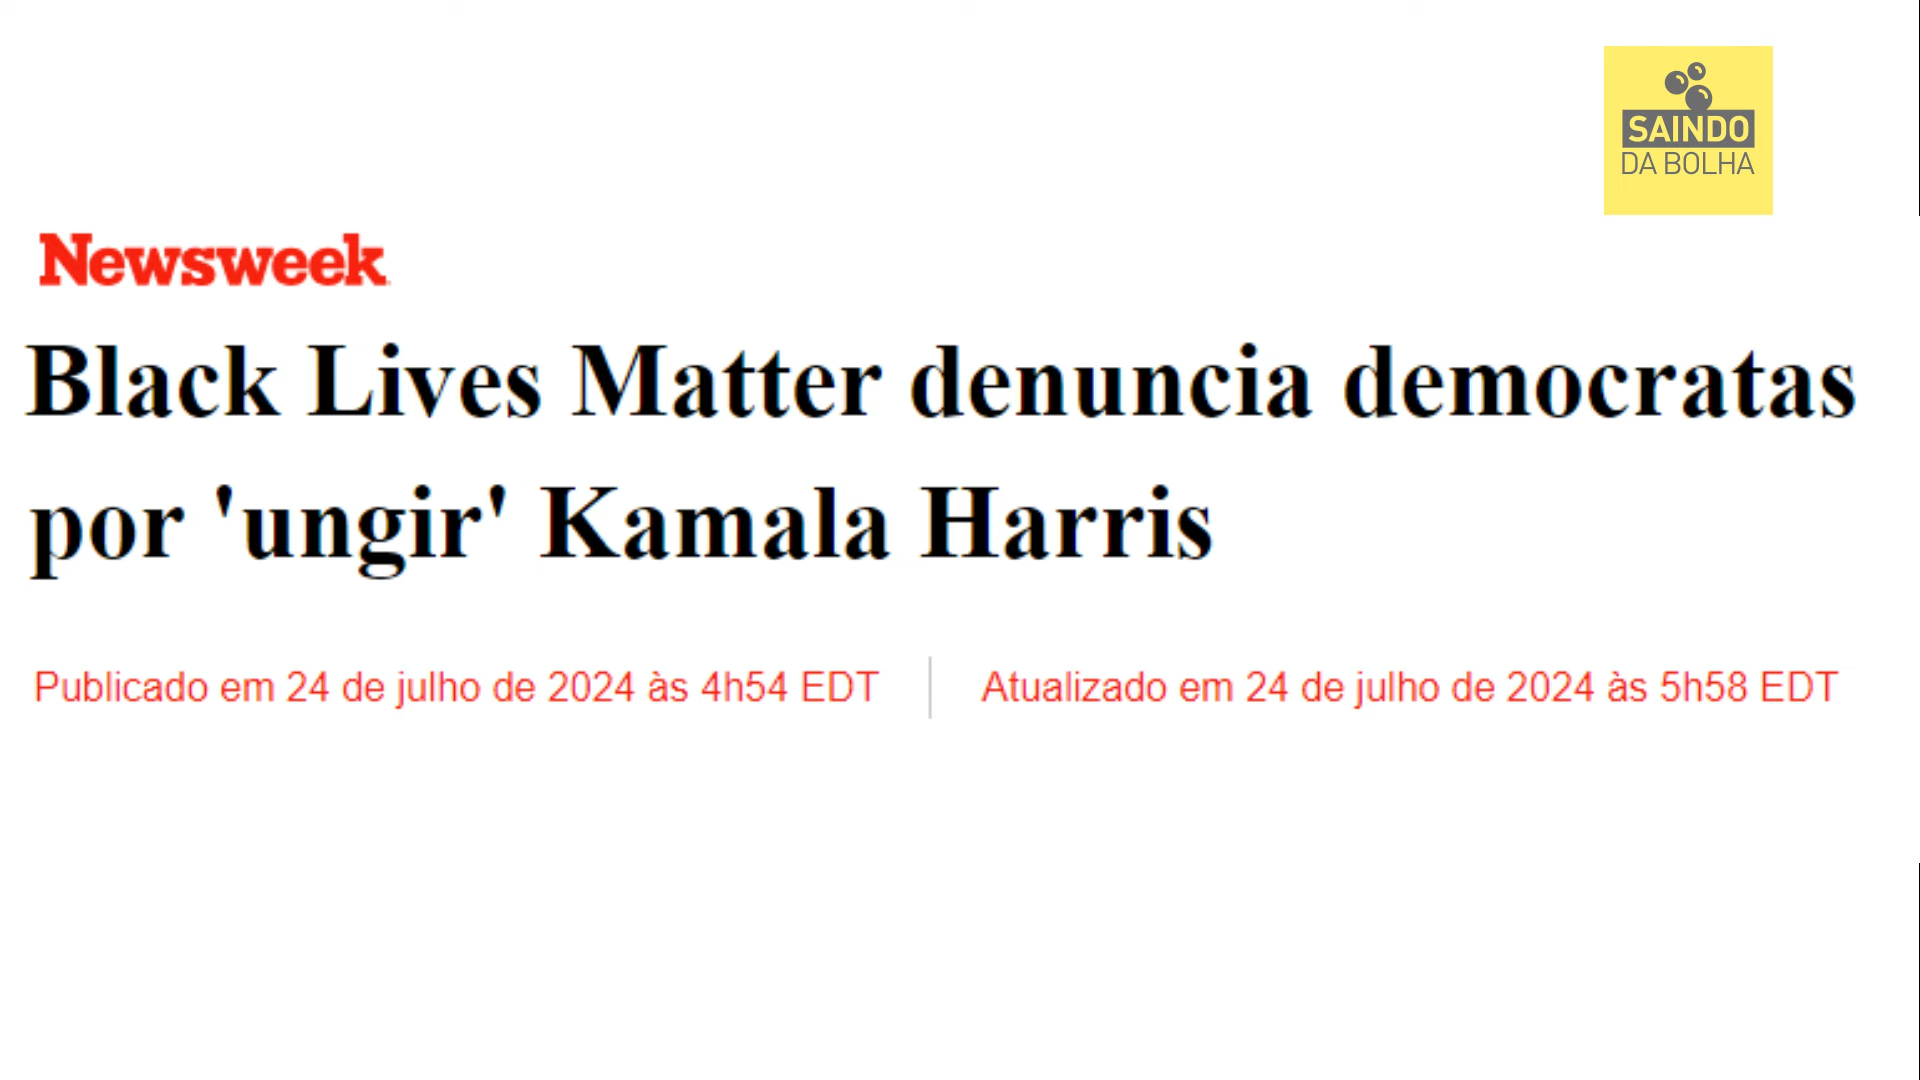 SAINDO
DA BOLHA
Newsweek
Black Lives Matter denuncia democratas
por 'ungir' Kamala Harris
Publicado em 24 de julho de 2024 às 4h54 EDT
Atualizado em 24 de julho de 2024 às 5h58 EDT